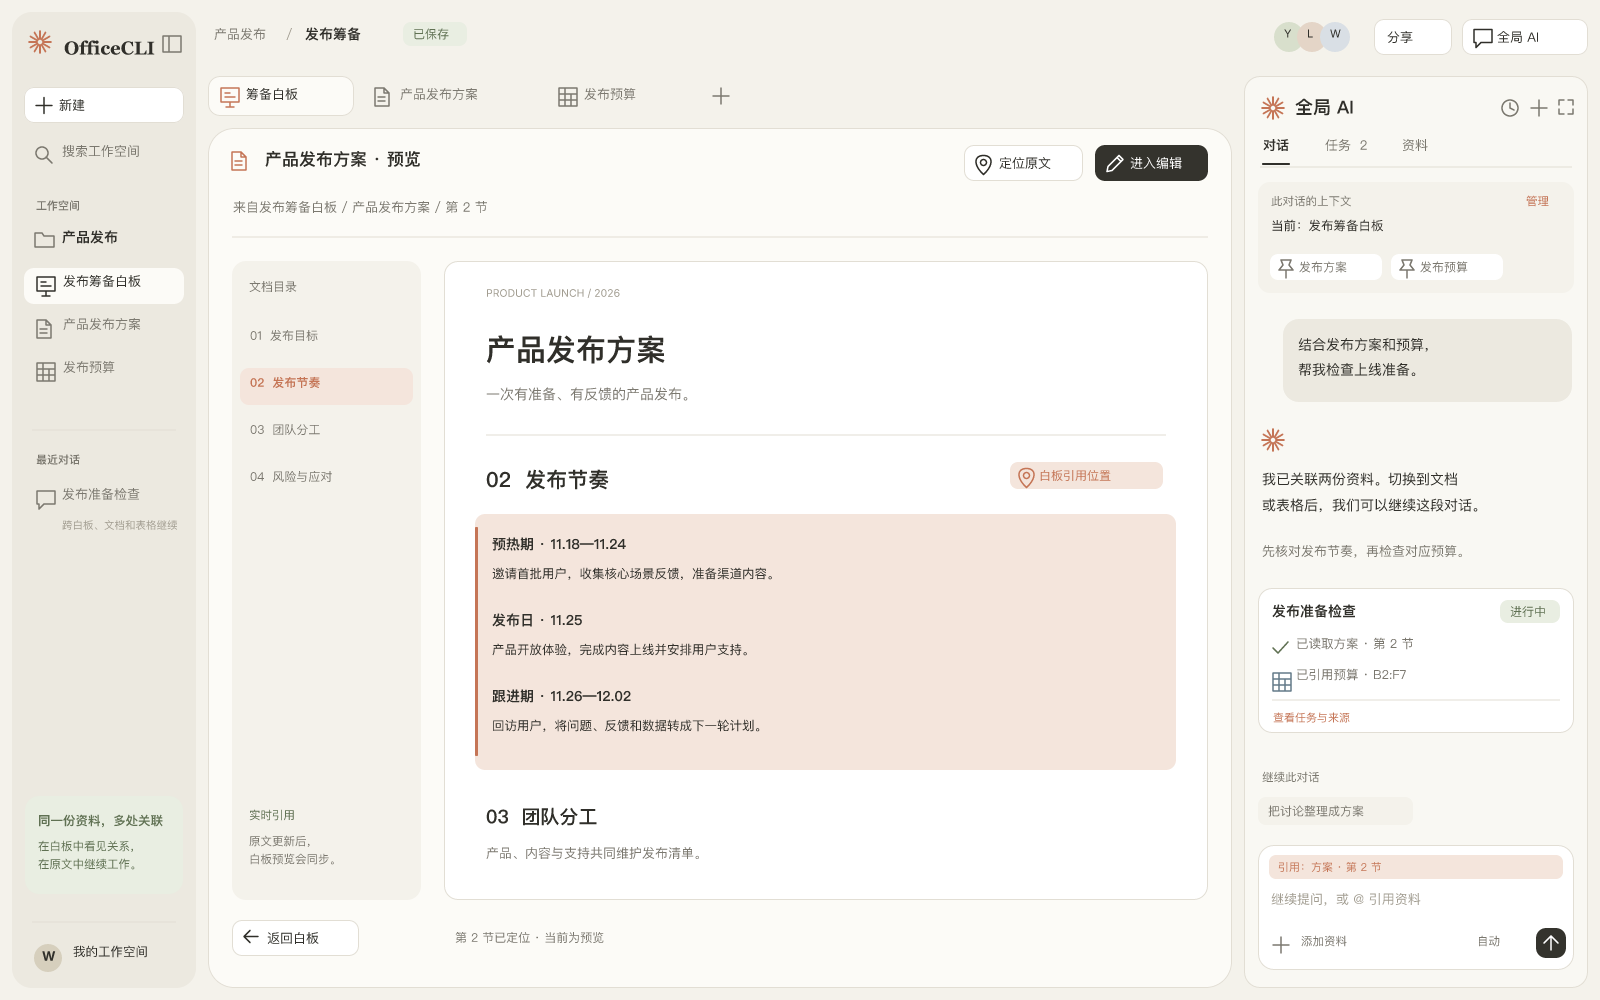 OfficeCLI
新建
搜索工作空间
工作空间
产品发布
发布筹备白板
产品发布方案
发布预算
最近对话
发布准备检查
跨白板、文档和表格继续
同一份资料，多处关联
在白板中看见关系，
在原文中继续工作。
W
我的工作空间
产品发布 / 发布筹备
已保存
Y L W
分享
全局 AI
筹备白板
产品发布方案
发布预算
产品发布方案 · 预览
定位原文
进入编辑
来自发布筹备白板 / 产品发布方案 / 第 2 节
文档目录
01 发布目标
02 发布节奏
03 团队分工
04 风险与应对
实时引用
原文更新后，
白板预览会同步。
PRODUCT LAUNCH / 2026
产品发布方案
一次有准备、有反馈的产品发布。
02 发布节奏
白板引用位置
预热期 · 11.18—11.24
邀请首批用户，收集核心场景反馈，准备渠道内容。
发布日 · 11.25
产品开放体验，完成内容上线并安排用户支持。
跟进期 · 11.26—12.02
回访用户，将问题、反馈和数据转成下一轮计划。
03 团队分工
产品、内容与支持共同维护发布清单。
返回白板
第 2 节已定位 · 当前为预览
全局 AI
对话
任务 2
资料
此对话的上下文
管理
当前：发布筹备白板
发布方案
发布预算
结合发布方案和预算，
帮我检查上线准备。
我已关联两份资料。切换到文档
或表格后，我们可以继续这段对话。
先核对发布节奏，再检查对应预算。
发布准备检查
进行中
已读取方案 · 第 2 节
已引用预算 · B2:F7
查看任务与来源
继续此对话
把讨论整理成方案
引用：方案 · 第 2 节
继续提问，或 @ 引用资料
添加资料
自动